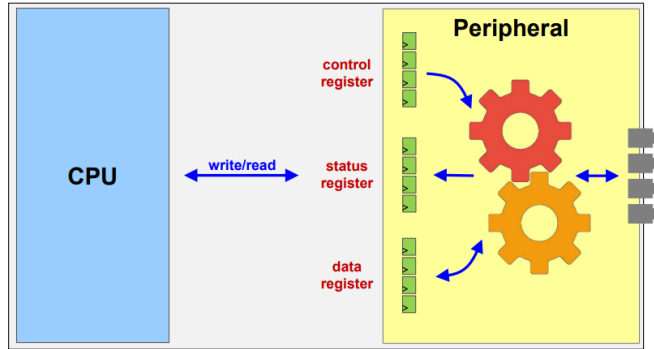 Peripheral
control
register
CPU
write/read
status
register
data
register